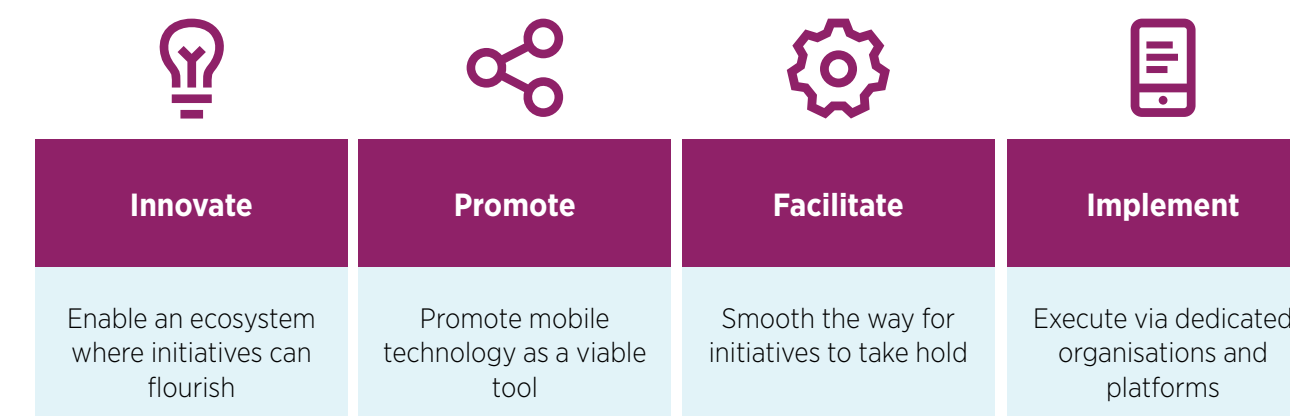 Innovate
Promote
Facilitate
Implement
Enable an ecosystem
where initiatives can
flourish
Promote mobile
technology as a viable
tool
Smooth the way for
initiatives to take hold
Execute via dedicated
organisations and
platforms